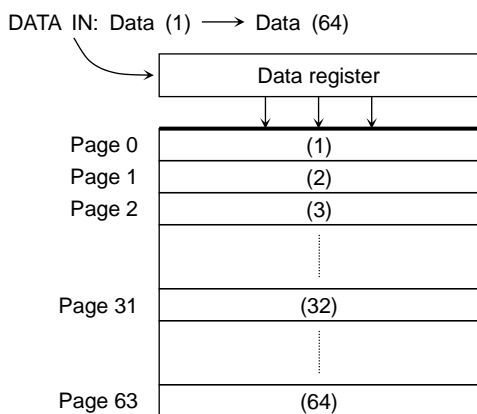 DATA IN: Data (1) Data (64)
Data register
Page 0 (1)
Page 1 (2)
Page 2 (3)
Page 31 (32)
Page 63 (64)